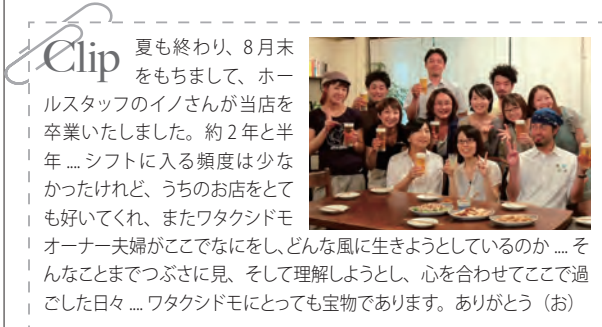 Clip
夏も終わり、8月末
をもちまして、ホー
ルスタッフのイノさんが当店を
卒業いたしました。約2年と半
年....シフトに入る頻度は少な
かったけれど、うちのお店をとて
も好いてくれ、またワタクシドモ
オーナー夫婦がここでなにをし、どんな風に生きようとしているのか....そ
んなことまでつぶさに見、そして理解しようとし、心を合わせてここで過
ごした日々....ワタクシドモにとっても宝物であります。ありがとう（お）